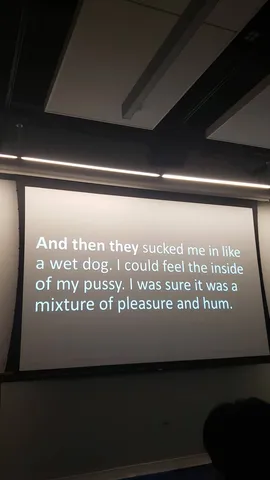 And then they sucked me in like
a wet dog. I could feel the inside
of my pussy. I was sure it was a
mixture of pleasure and hum.